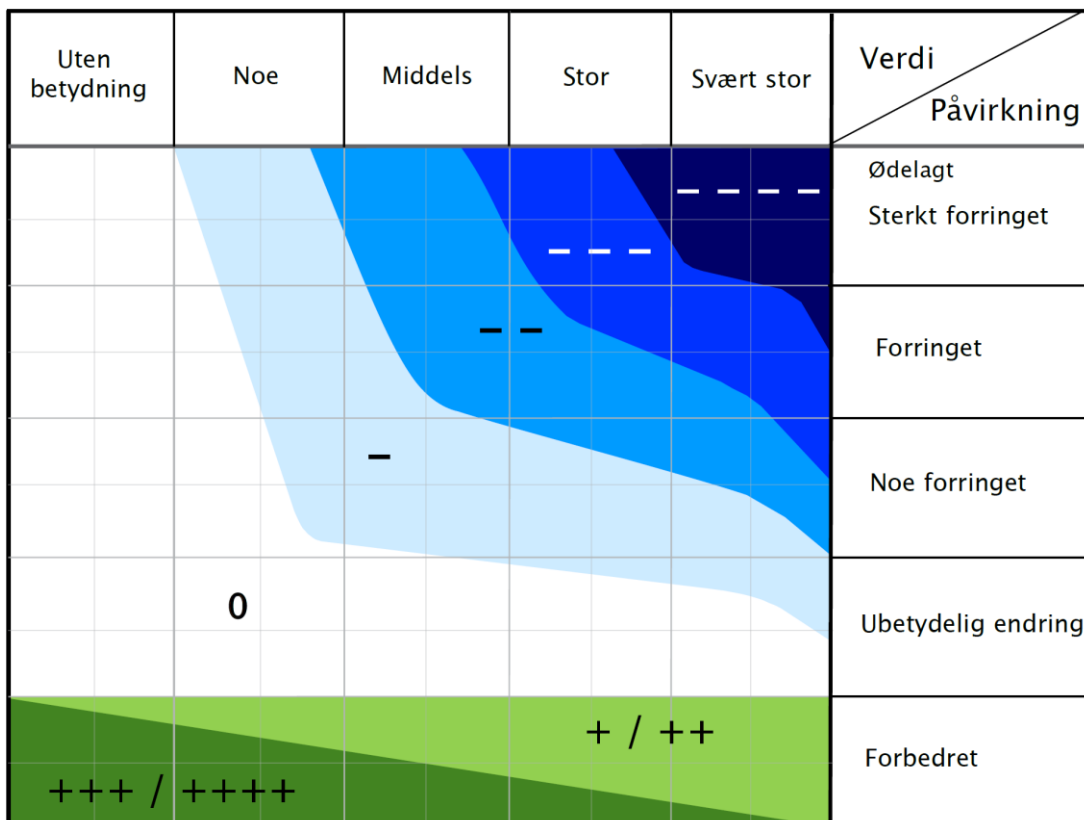 Uten
betydning
Noe
Middels
Stor
Svært stor
Verdi
Påvirkning
Ødelagt
Sterkt forringet
– – – –
– – –
– –
Forringet
–
Noe forringet
0
Ubetydelig endring
+ / ++
Forbedret
+++ / ++++